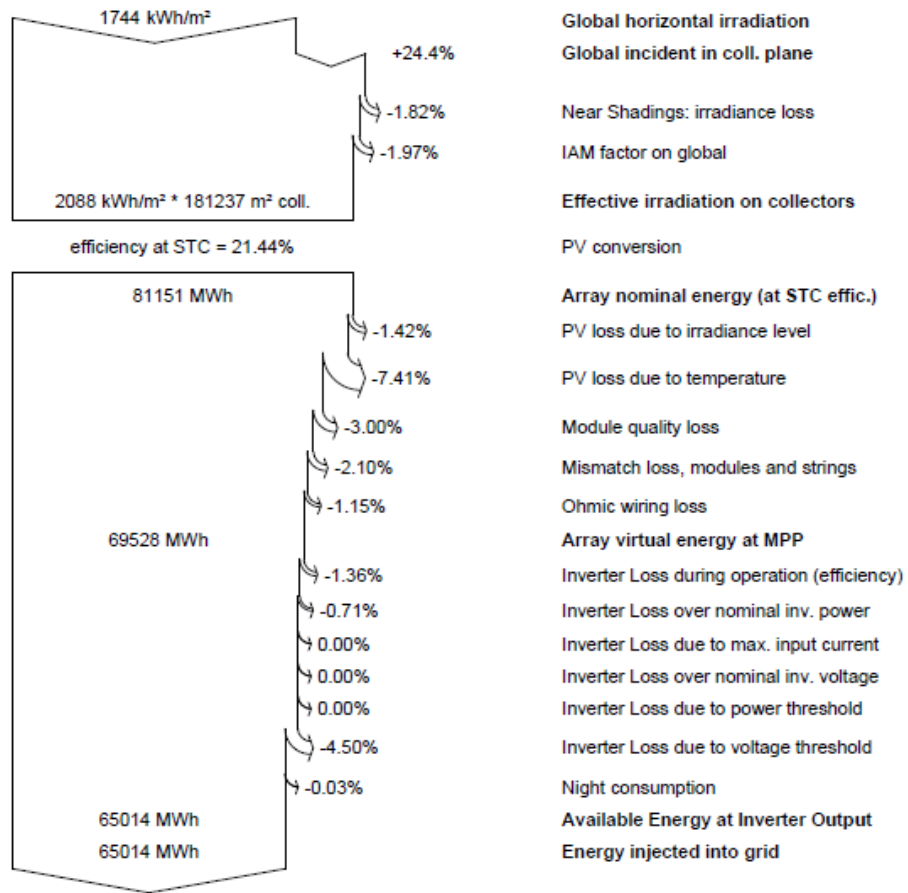 1744 kWh/m² Global horizontal irradiation
+24.4% Global incident in coll. plane
-1.82% Near Shadings: irradiance loss
-1.97% IAM factor on global
2088 kWh/m² * 181237 m² coll. Effective irradiation on collectors
efficiency at STC = 21.44% PV conversion
81151 MWh Array nominal energy (at STC effic.)
-1.42% PV loss due to irradiance level
-7.41% PV loss due to temperature
-3.00% Module quality loss
-2.10% Mismatch loss, modules and strings
-1.15% Ohmic wiring loss
69528 MWh Array virtual energy at MPP
-1.36% Inverter Loss during operation (efficiency)
-0.71% Inverter Loss over nominal inv. power
0.00% Inverter Loss due to max. input current
0.00% Inverter Loss over nominal inv. voltage
0.00% Inverter Loss due to power threshold
-4.50% Inverter Loss due to voltage threshold
-0.03% Night consumption
65014 MWh Available Energy at Inverter Output
65014 MWh Energy injected into grid